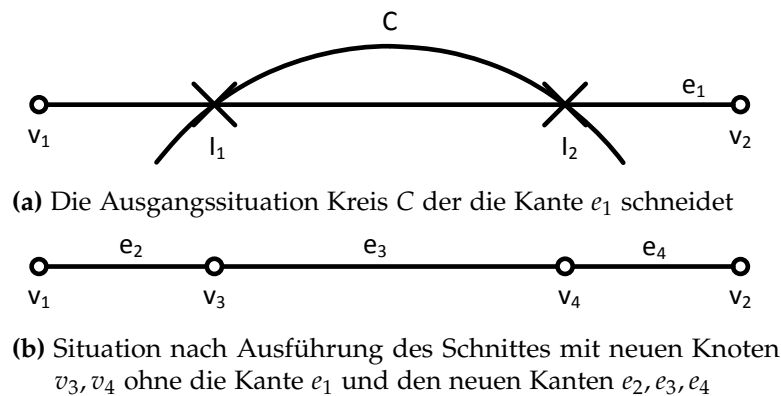 C
e₁
v₁ I₁ I₂ v₂
(a) Die Ausgangssituation Kreis C der die Kante e₁ schneidet
e₂ e₃ e₄
v₁ v₃ v₄ v₂
(b) Situation nach Ausführung des Schnittes mit neuen Knoten
v₃, v₄ ohne die Kante e₁ und den neuen Kanten e₂, e₃, e₄